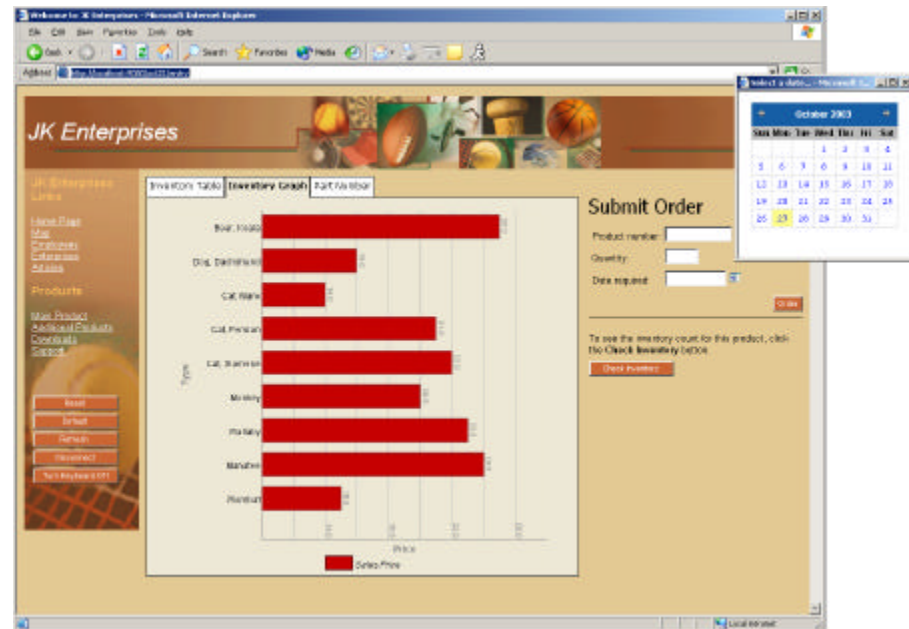 Welcome to JK Enterprises - Microsoft Internet Explorer
File Edit View Favorites Tools Help
Back Search Favorites Media
Address
Select a date... - Microsoft
October 2003
Sun Mon Tue Wed Thu Fri Sat
1 2 3 4
5 6 7 8 9 10 11
12 13 14 15 16 17 18
19 20 21 22 23 24 25
26 27 28 29 30 31
JK Enterprises
JK Enterprises
Links
Home Page
Map
Employees
Enterprises
Products
Main Product
Additional Products
Downloads
Support
Reset
Default
Refresh
Disconnect
Turn Keyboard Off
Inventory Table Inventory Graph Part Number
Bear, Koala
Dog, Dachshund
Cat, Manx
Cat, Persian
Cat, Siamese
Monkey
Wallaby
Manatee
Type
Price
Sales Price
Submit Order
Product number:
Quantity:
Date required:
Order
To see the inventory count for this product, click
the Check Inventory button.
Check Inventory
Local intranet